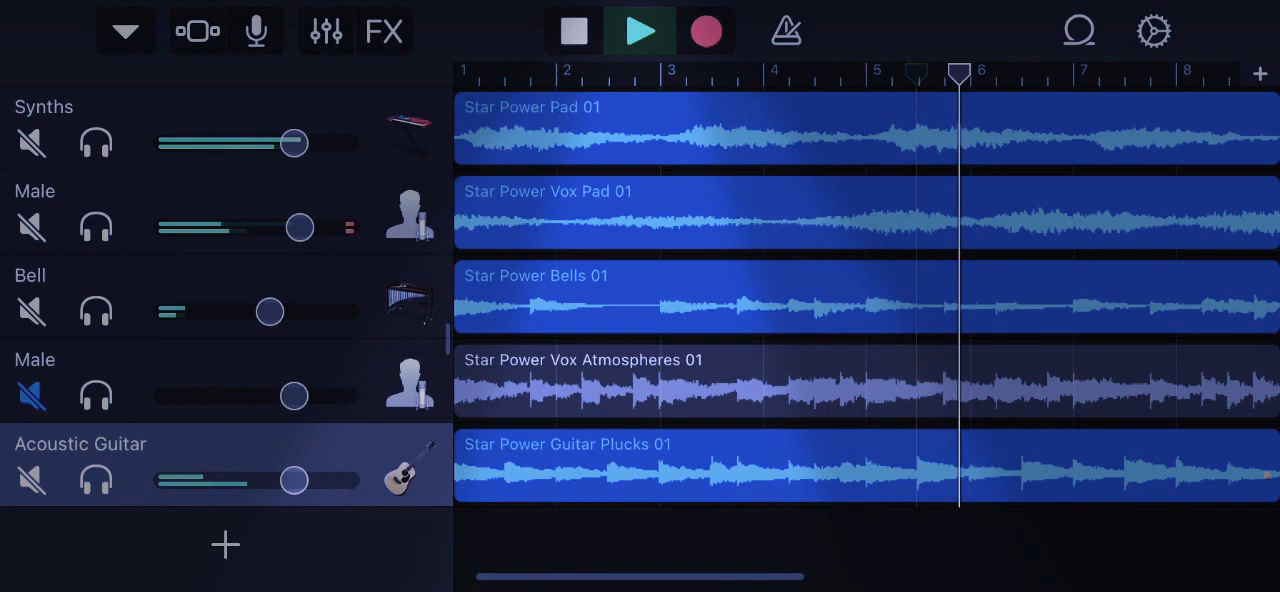 FX
1 2 3 4 5 6 7 8
Synths
Star Power Pad 01
Male
Star Power Vox Pad 01
Bell
Star Power Bells 01
Male
Star Power Vox Atmospheres 01
Acoustic Guitar
Star Power Guitar Plucks 01